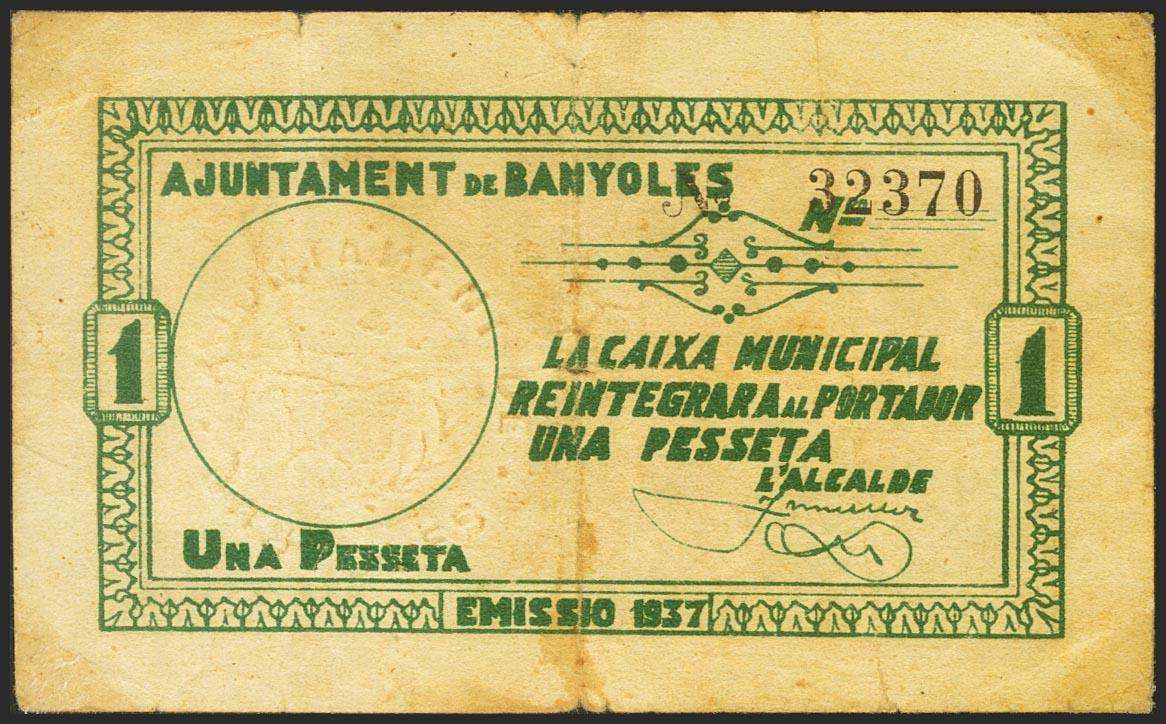 AJUNTAMENT DE BANYOLES
Nº 32370
LA CAIXA MUNICIPAL
REINTEGRARA AL PORTADOR
UNA PESSETA
L'ALCALDE
1
1
UNA PESSETA
EMISSIO 1937